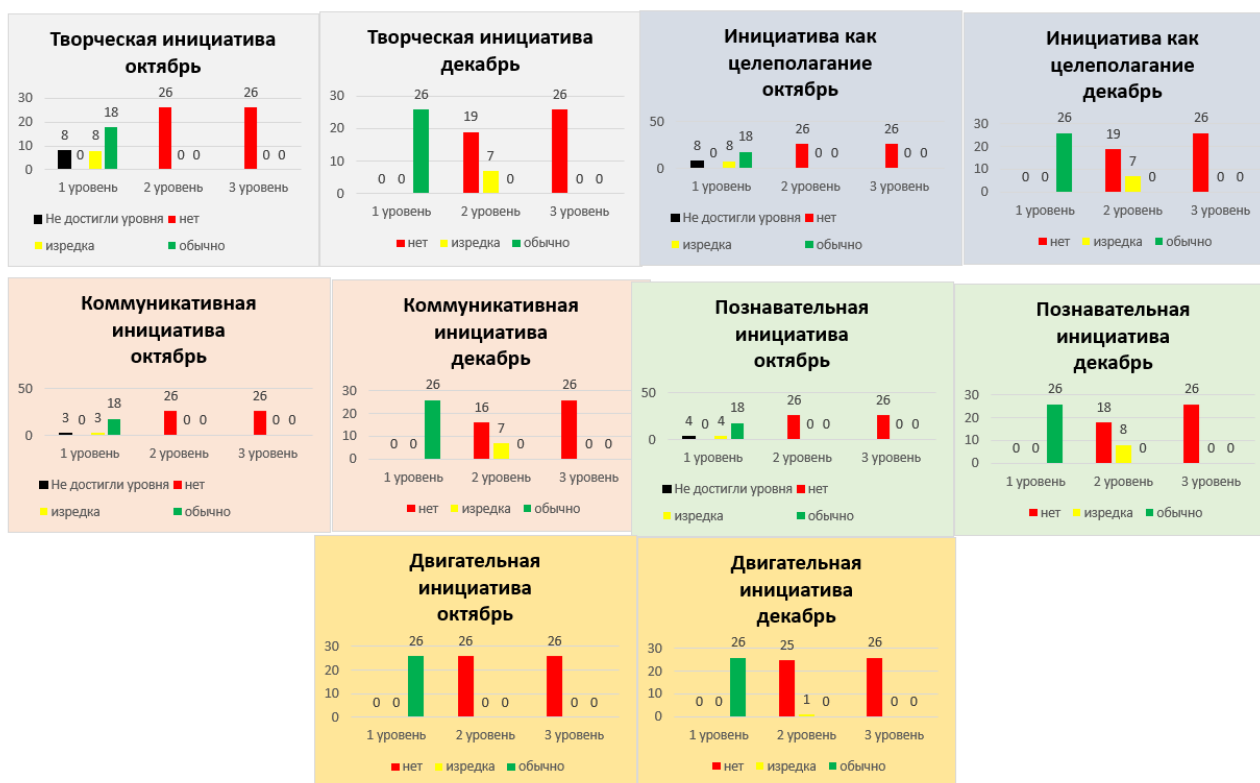 Творческая инициатива
октябрь
30
20
10
0
8
0
8
18
26
0 0
26
0 0
1 уровень 2 уровень 3 уровень
Не достигли уровня нет
изредка обычно
Творческая инициатива
декабрь
30
20
10
0
0 0
26
19
7
0
26
0 0
1 уровень 2 уровень 3 уровень
нет изредка обычно
Инициатива как
целеполагание
октябрь
50
0
8
0
8
18
26
0 0
26
0 0
1 уровень 2 уровень 3 уровень
Не достигли уровня нет
изредка обычно
Инициатива как
целеполагание
декабрь
30
20
10
0
0 0
26
19
7
0
26
0 0
1 уровень 2 уровень 3 уровень
нет изредка обычно
Коммуникативная
инициатива
октябрь
50
0
3 0 3
18
26
0 0
26
0 0
1 уровень 2 уровень 3 уровень
Не достигли уровня нет
изредка обычно
Коммуникативная
инициатива
декабрь
30
20
10
0
0 0
26
16
7
0
26
0 0
1 уровень 2 уровень 3 уровень
нет изредка обычно
Познавательная
инициатива
октябрь
50
0
4 0 4
18
26
0 0
26
0 0
1 уровень 2 уровень 3 уровень
Не достигли уровня нет
изредка обычно
Познавательная
инициатива
декабрь
30
20
10
0
0 0
26
18
8
0
26
0 0
1 уровень 2 уровень 3 уровень
нет изредка обычно
Двигательная
инициатива
октябрь
30
20
10
0
0 0
26
26
0 0
26
0 0
1 уровень 2 уровень 3 уровень
нет изредка обычно
Двигательная
инициатива
декабрь
30
20
10
0
0 0
26
25
1
0
26
0 0
1 уровень 2 уровень 3 уровень
нет изредка обычно